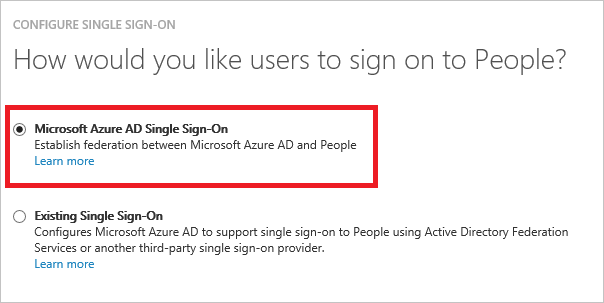 CONFIGURE SINGLE SIGN-ON
How would you like users to sign on to People?
Microsoft Azure AD Single Sign-On
Establish federation between Microsoft Azure AD and People
Learn more
Existing Single Sign-On
Configures Microsoft Azure AD to support single sign-on to People using Active Directory Federation
Services or another third-party single sign-on provider.
Learn more